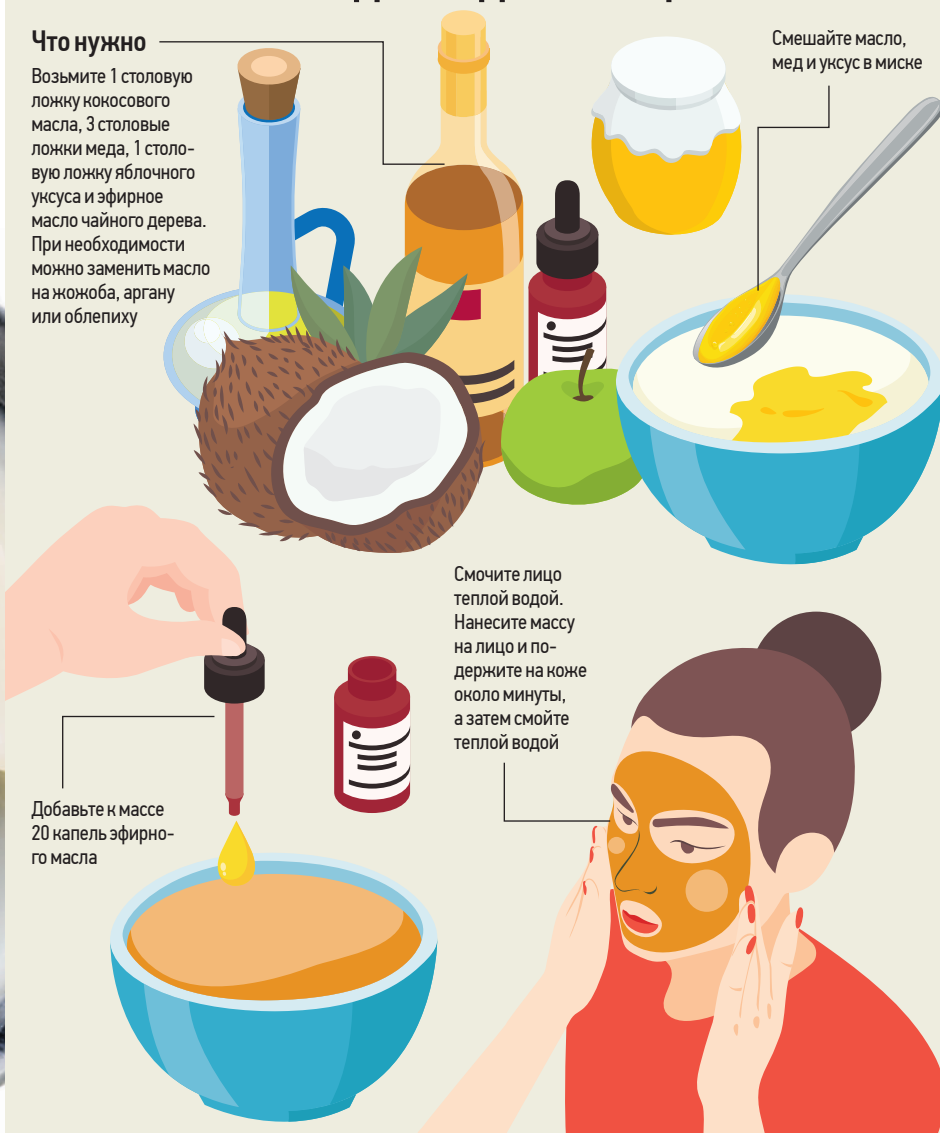 Что нужно
Возьмите 1 столовую
ложку кокосового
масла, 3 столовые
ложки меда, 1 столо-
вую ложку яблочного
уксуса и эфирное
масло чайного дерева.
При необходимости
можно заменить масло
на жожоба, аргану
или облепиху
Смешайте масло,
мед и уксус в миске
Смочите лицо
теплой водой.
Нанесите массу
на лицо и по-
держите на коже
около минуты,
а затем смойте
теплой водой
Добавьте к массе
20 капель эфирно-
го масла